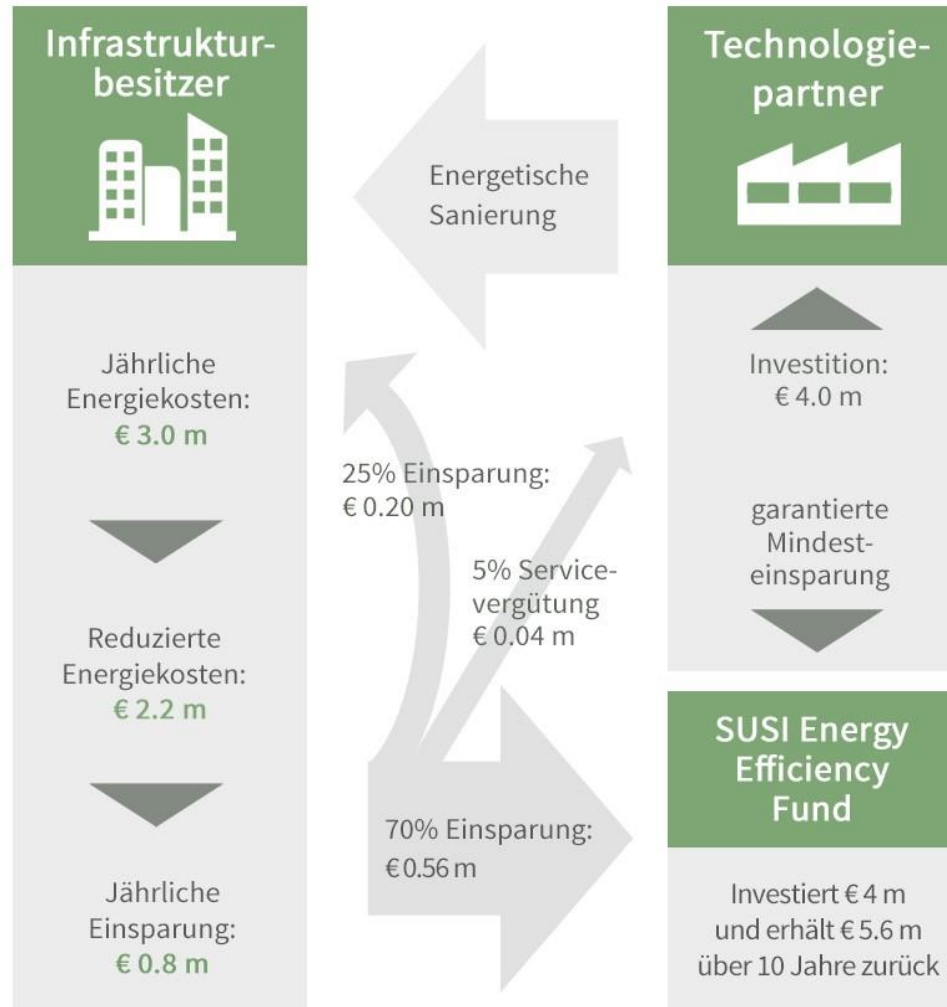 Infrastruktur-
besitzer
Jährliche
Energiekosten:
€ 3.0 m
Reduzierte
Energiekosten:
€ 2.2 m
Jährliche
Einsparung:
€ 0.8 m
Energetische
Sanierung
25% Einsparung:
€ 0.20 m
5% Service-
vergütung
€ 0.04 m
70% Einsparung:
€ 0.56 m
Technologie-
partner
Investition:
€ 4.0 m
garantierte
Mindest-
einsparung
SUSI Energy
Efficiency
Fund
Investiert € 4 m
und erhält € 5.6 m
über 10 Jahre zurück